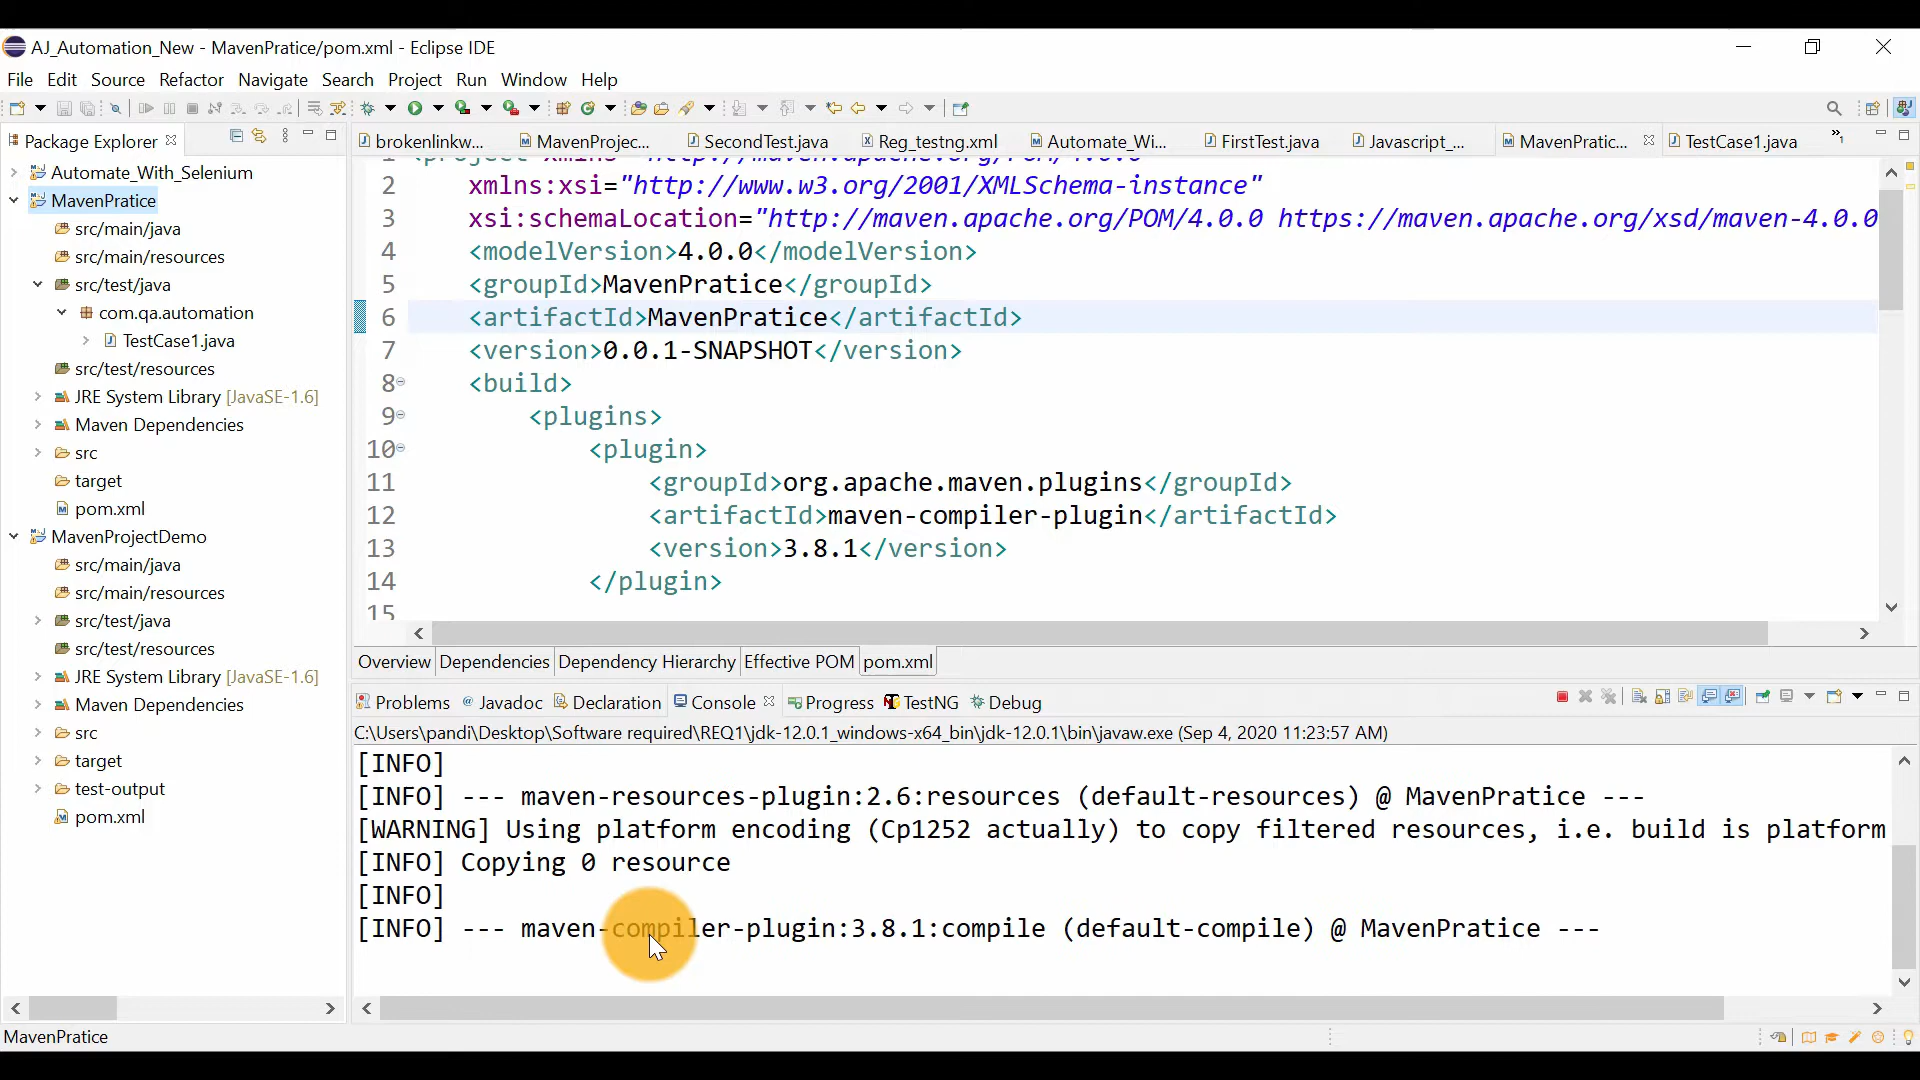 AJ_Automation_New - MavenPratice/pom.xml - Eclipse IDE
File Edit Source Refactor Navigate Search Project Run Window Help
Package Explorer
brokenlinkw... MavenProjec... SecondTest.java Reg_testng.xml Automate_Wi... FirstTest.java Javascript_... MavenPratic... TestCase1.java
Automate_With_Selenium
MavenPratice
src/main/java
src/main/resources
src/test/java
com.qa.automation
TestCase1.java
src/test/resources
JRE System Library [JavaSE-1.6]
Maven Dependencies
src
target
pom.xml
MavenProjectDemo
src/main/java
src/main/resources
src/test/java
src/test/resources
JRE System Library [JavaSE-1.6]
Maven Dependencies
src
target
test-output
pom.xml
2 xmlns:xsi="http://www.w3.org/2001/XMLSchema-instance"
3 xsi:schemaLocation="http://maven.apache.org/POM/4.0.0 https://maven.apache.org/xsd/maven-4.0.0
4 <modelVersion>4.0.0</modelVersion>
5 <groupId>MavenPratice</groupId>
6 <artifactId>MavenPratice</artifactId>
7 <version>0.0.1-SNAPSHOT</version>
8 <build>
9 <plugins>
10 <plugin>
11 <groupId>org.apache.maven.plugins</groupId>
12 <artifactId>maven-compiler-plugin</artifactId>
13 <version>3.8.1</version>
14 </plugin>
15
Overview Dependencies Dependency Hierarchy Effective POM pom.xml
Problems Javadoc Declaration Console Progress TestNG Debug
C:\Users\pandi\Desktop\Software required\REQ1\jdk-12.0.1_windows-x64_bin\jdk-12.0.1\bin\javaw.exe (Sep 4, 2020 11:23:57 AM)
[INFO]
[INFO] --- maven-resources-plugin:2.6:resources (default-resources) @ MavenPratice ---
[WARNING] Using platform encoding (Cp1252 actually) to copy filtered resources, i.e. build is platform
[INFO] Copying 0 resource
[INFO]
[INFO] --- maven-compiler-plugin:3.8.1:compile (default-compile) @ MavenPratice ---
MavenPratice